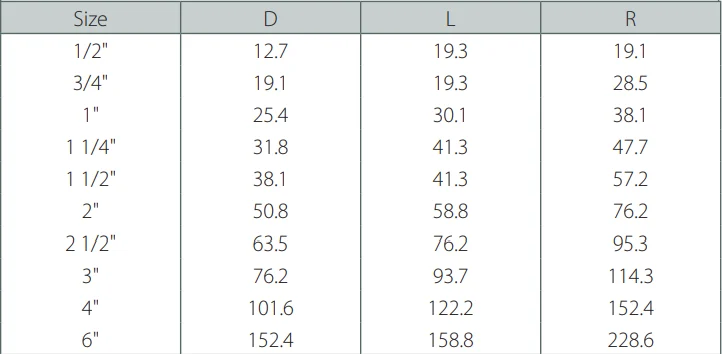 Size D L R
1/2" 12.7 19.3 19.1
3/4" 19.1 19.3 28.5
1" 25.4 30.1 38.1
1 1/4" 31.8 41.3 47.7
1 1/2" 38.1 41.3 57.2
2" 50.8 58.8 76.2
2 1/2" 63.5 76.2 95.3
3" 76.2 93.7 114.3
4" 101.6 122.2 152.4
6" 152.4 158.8 228.6